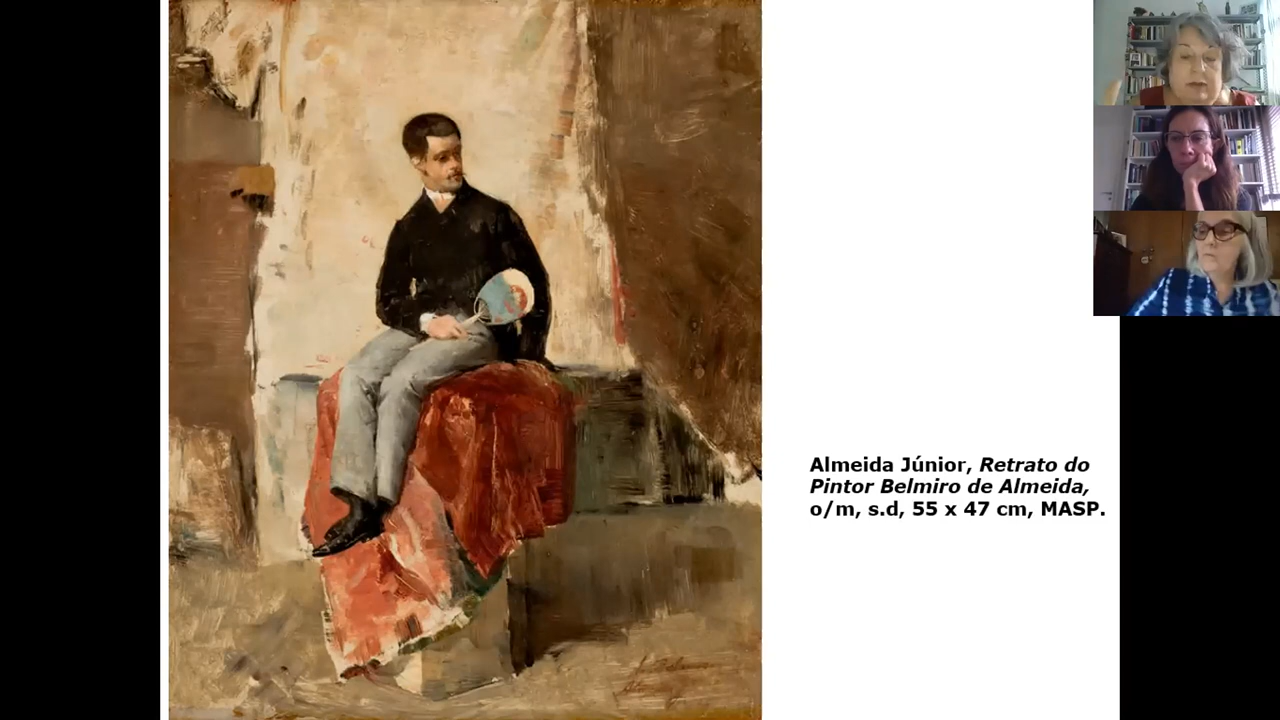 Almeida Júnior, Retrato do
Pintor Belmiro de Almeida,
o/m, s.d, 55 x 47 cm, MASP.